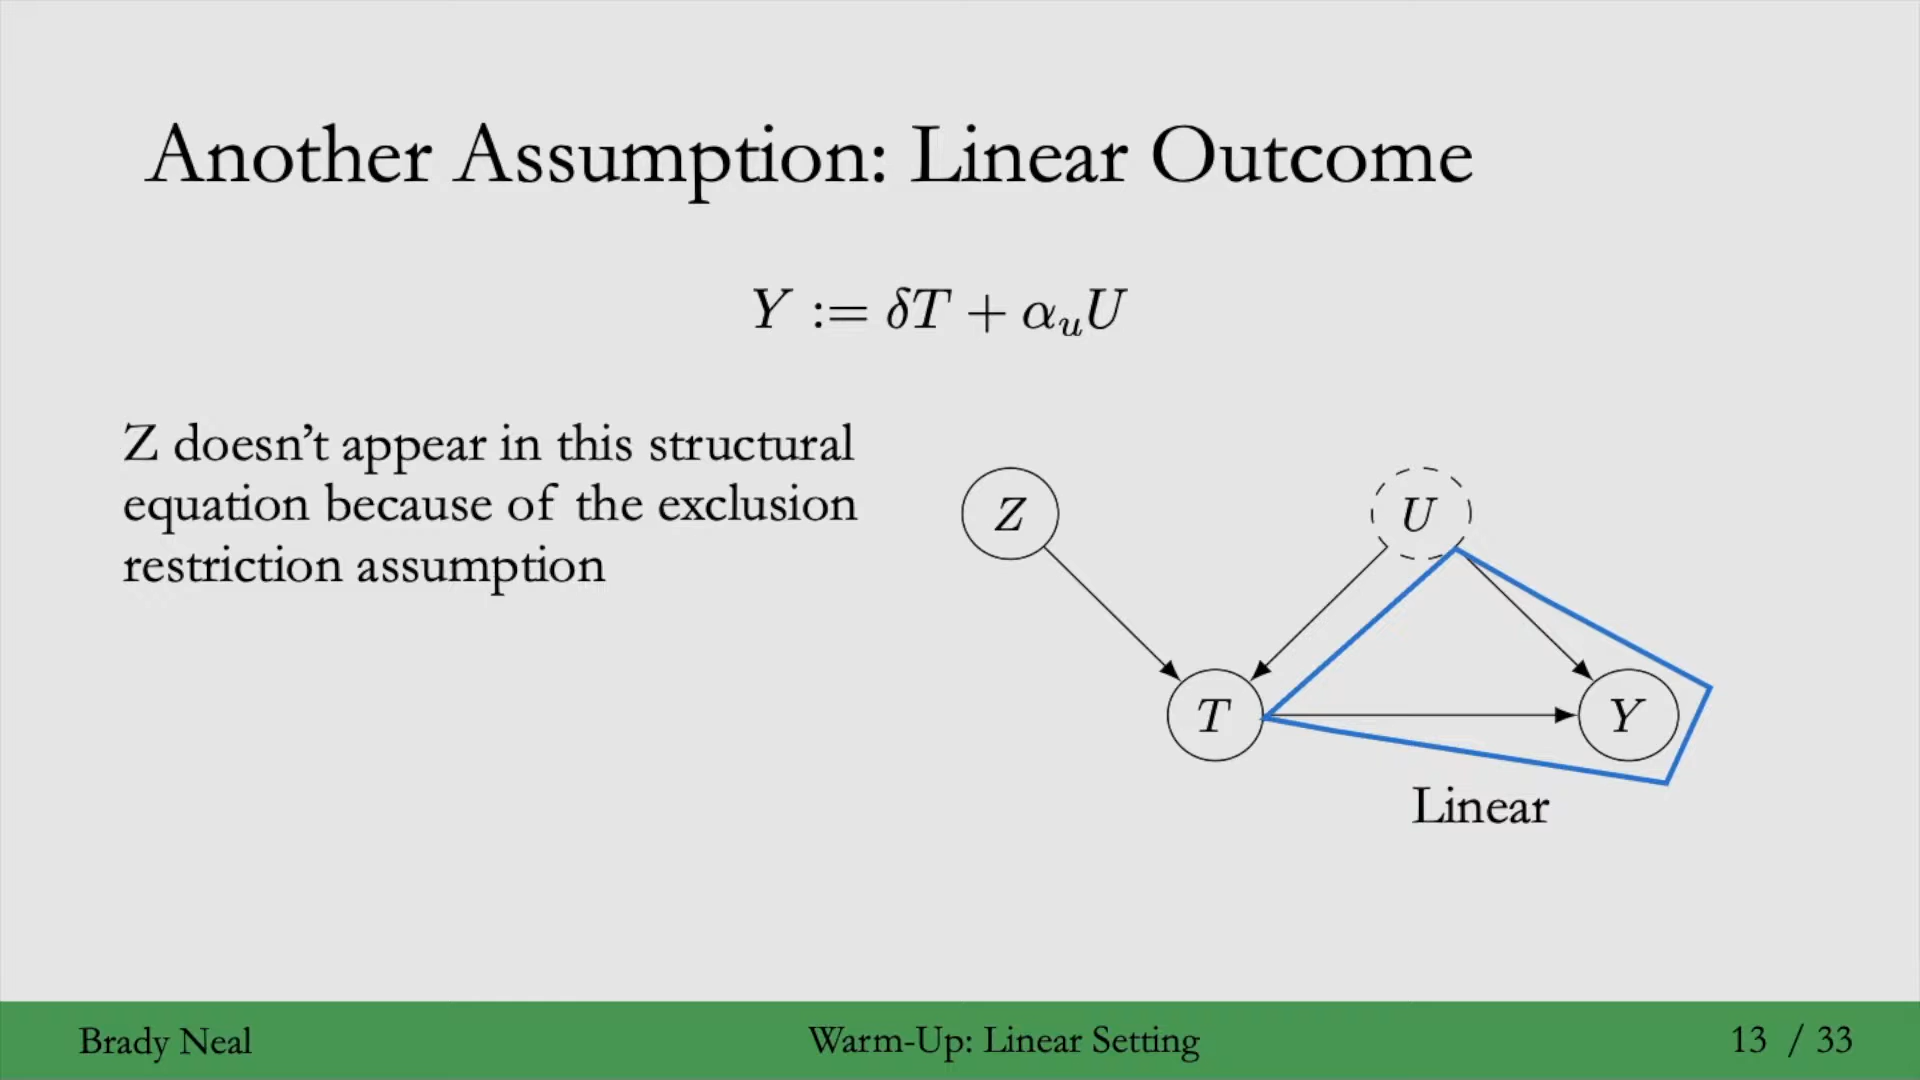 Another Assumption: Linear Outcome
Y := δT + α_u U
Z doesn't appear in this structural
equation because of the exclusion
restriction assumption
Z
U
T
Y
Linear
Brady Neal
Warm-Up: Linear Setting
13 / 33